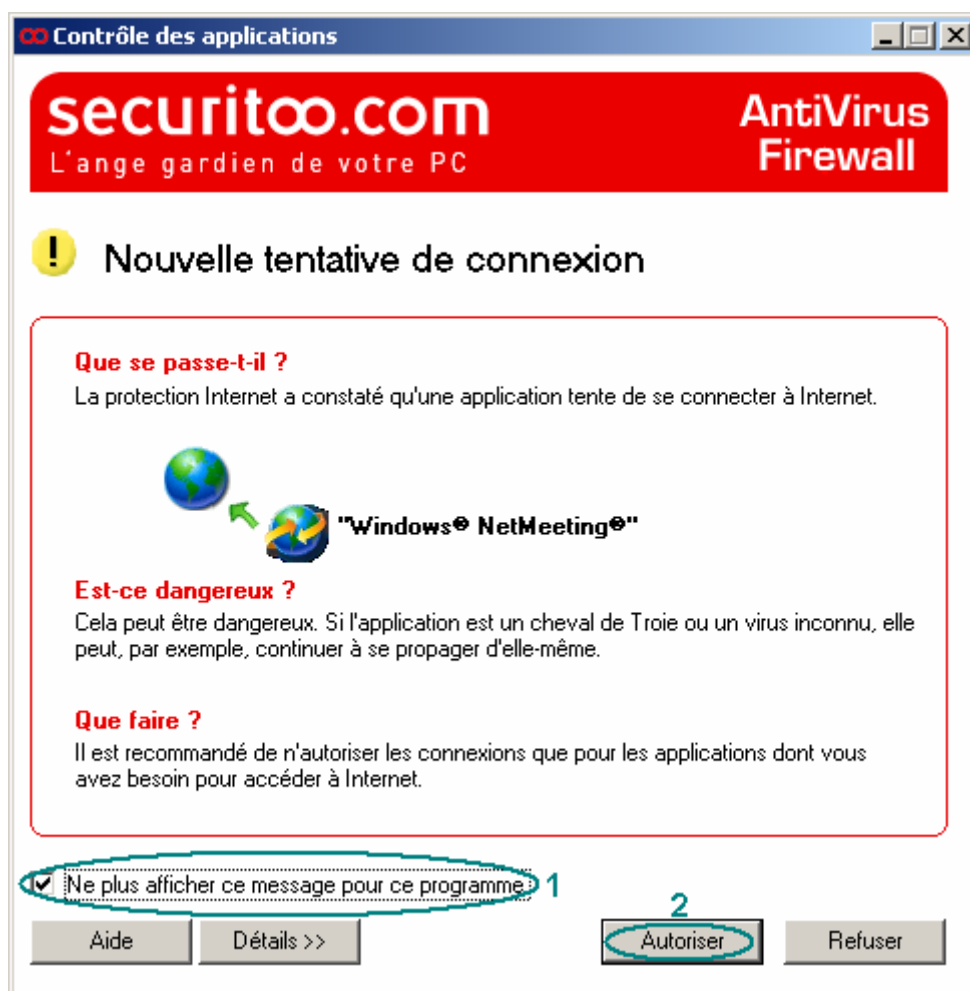 Contrôle des applications
securitoo.com
L'ange gardien de votre PC
AntiVirus
Firewall
! Nouvelle tentative de connexion
Que se passe-t-il ?
La protection Internet a constaté qu'une application tente de se connecter à Internet.
"Windows® NetMeeting®"
Est-ce dangereux ?
Cela peut être dangereux. Si l'application est un cheval de Troie ou un virus inconnu, elle
peut, par exemple, continuer à se propager d'elle-même.
Que faire ?
Il est recommandé de n'autoriser les connexions que pour les applications dont vous
avez besoin pour accéder à Internet.
Ne plus afficher ce message pour ce programme. 1
2
Aide Détails >> Autoriser Refuser